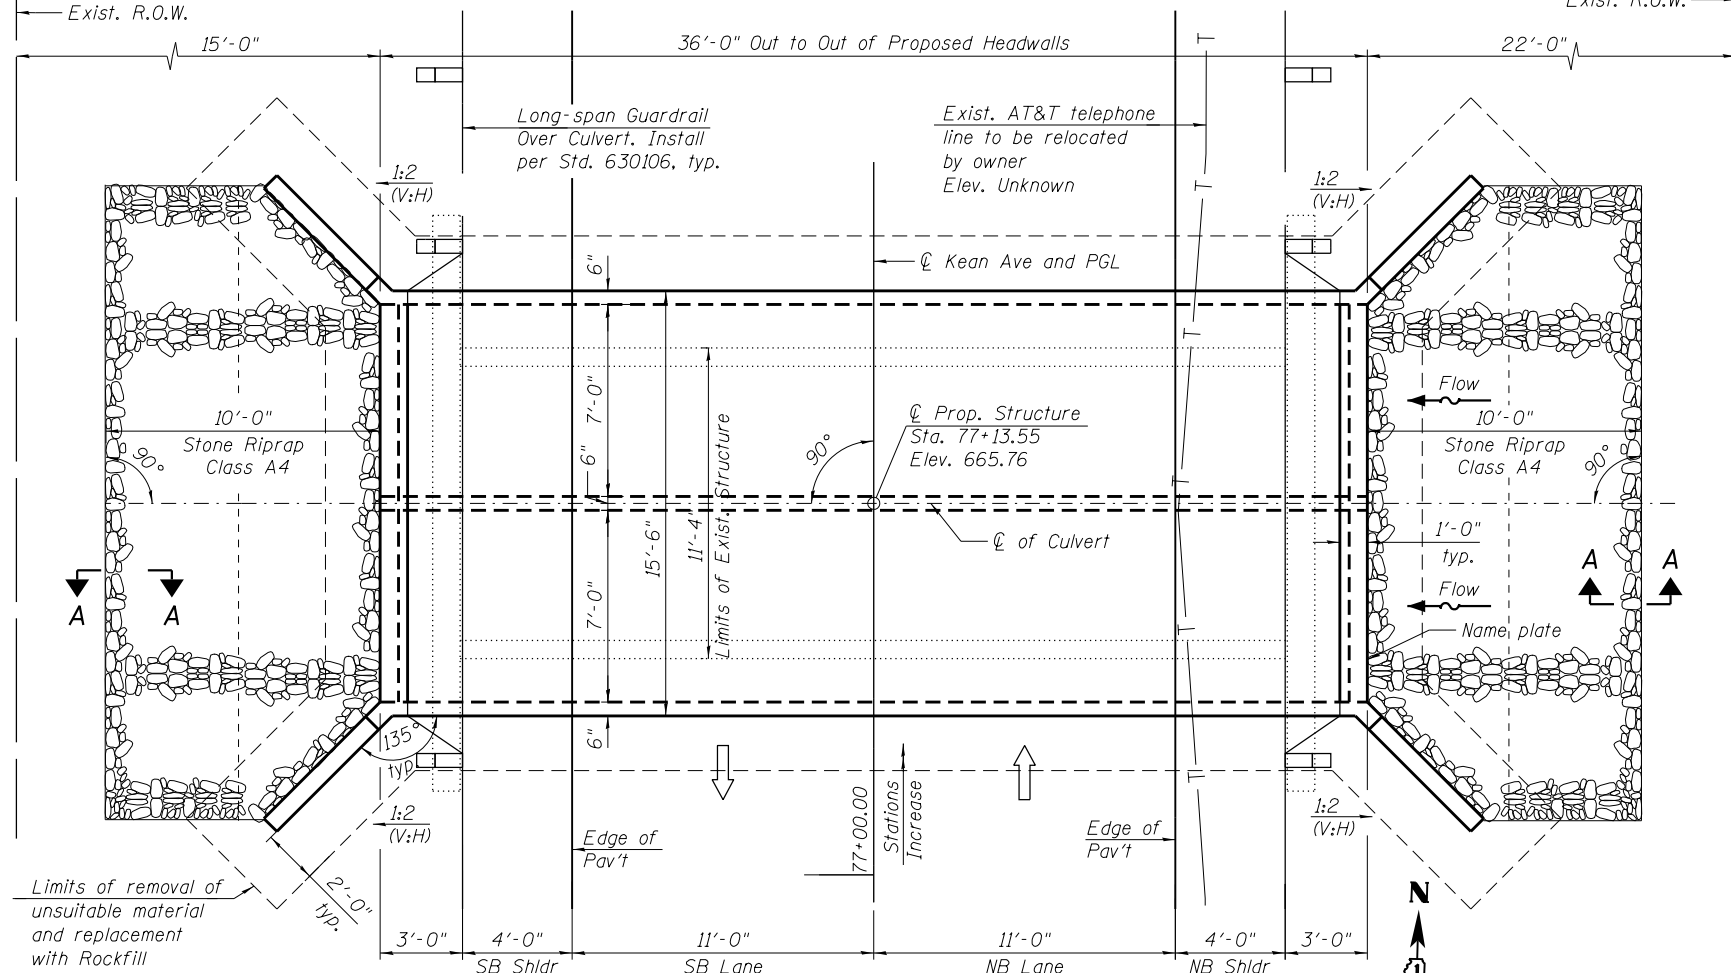 Exist. R.O.W.
Exist. R.O.W.
15'-0"
36'-0" Out to Out of Proposed Headwalls
22'-0"
Long-span Guardrail
Over Culvert. Install
per Std. 630106, typ.
Exist. AT&T telephone
line to be relocated
by owner
Elev. Unknown
T
T
T
T
T
T
1:2
(V:H)
1:2
(V:H)
6"
℄ Kean Ave and PGL
7'-0"
6"
7'-0"
6"
15'-6"
11'-4"
Limits of Exist. Structure
90°
℄ Prop. Structure
Sta. 77+13.55
Elev. 665.76
℄ of Culvert
10'-0"
Stone Riprap
Class A4
90°
Flow
10'-0"
Stone Riprap
Class A4
90°
1'-0"
typ.
Flow
Name plate
A
A
A
A
135°
typ.
1:2
(V:H)
1:2
(V:H)
Edge of
Pav't
77+00.00
Stations
Increase
Edge of
Pav't
Limits of removal of
unsuitable material
and replacement
with Rockfill
2'-0"
typ.
N
3'-0"
4'-0"
11'-0"
11'-0"
4'-0"
3'-0"
SB Shldr
SB Lane
NB Lane
NB Shldr